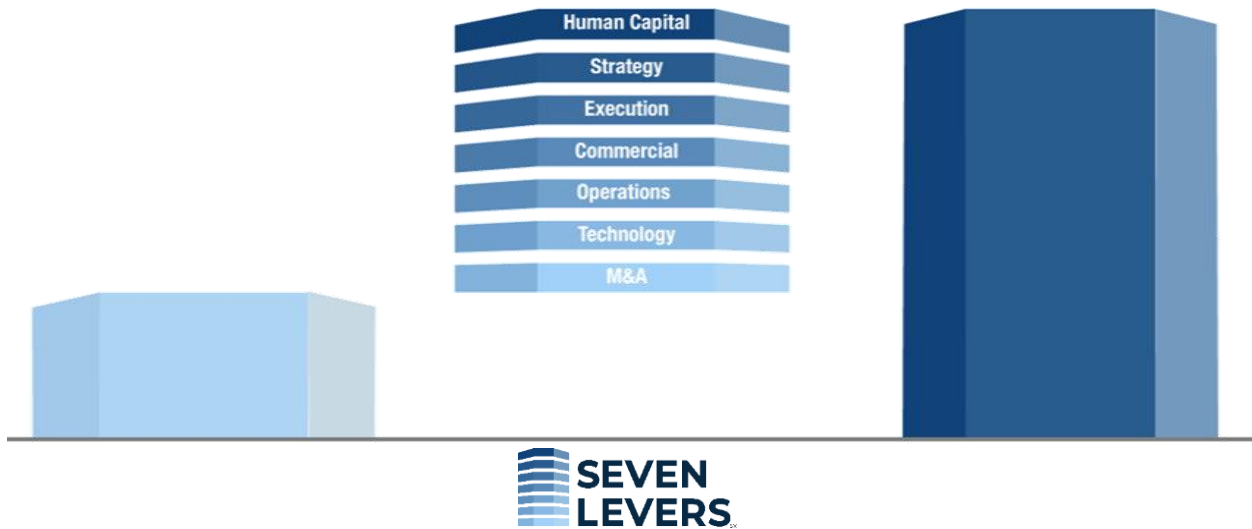 Human Capital
Strategy
Execution
Commercial
Operations
Technology
M&A
SEVEN
LEVERS